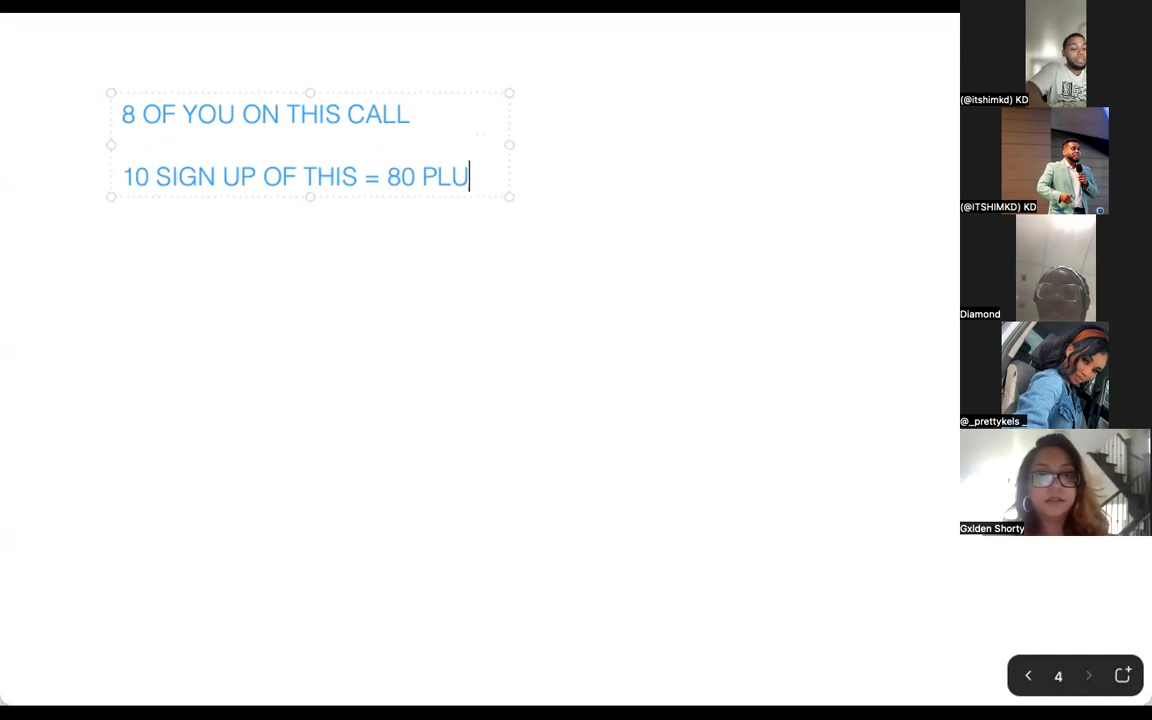 8 OF YOU ON THIS CALL
10 SIGN UP OF THIS = 80 PLU
(@itshimkd) KD
(@ITSHIMKD) KD
Diamond
@_prettykels _
Gxlden Shorty
4